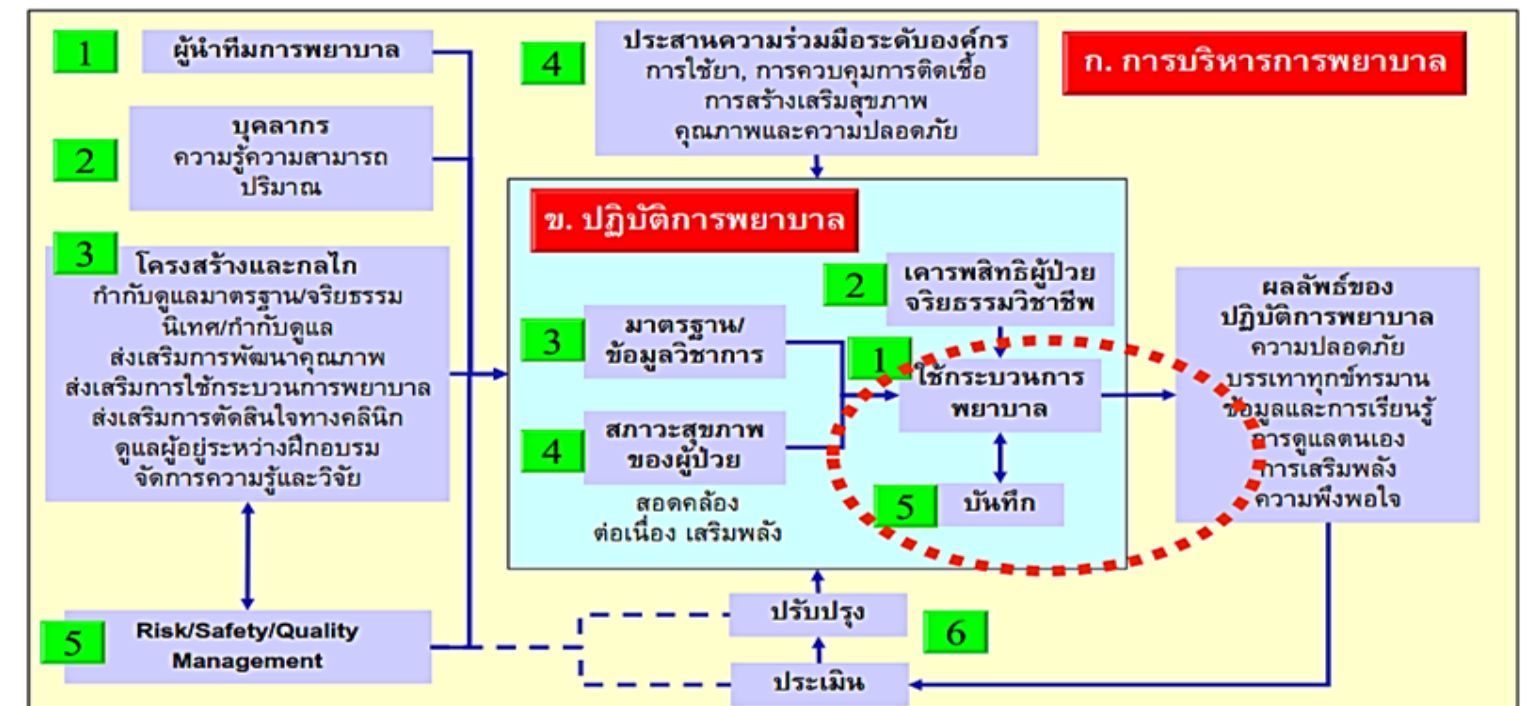 1
ผู้นำทีมการพยาบาล
2
บุคลากร
ความรู้ความสามารถ
ปริมาณ
3
โครงสร้างและกลไก
กำกับดูแลมาตรฐาน/จริยธรรม
นิเทศ/กำกับดูแล
ส่งเสริมการพัฒนาคุณภาพ
ส่งเสริมการใช้กระบวนการพยาบาล
ส่งเสริมการตัดสินใจทางคลินิก
ดูแลผู้อยู่ระหว่างฝึกอบรม
จัดการความรู้และวิจัย
5
Risk/Safety/Quality
Management
4
ประสานความร่วมมือระดับองค์กร
การใช้ยา, การควบคุมการติดเชื้อ
การสร้างเสริมสุขภาพ
คุณภาพและความปลอดภัย
ก. การบริหารการพยาบาล
ข. ปฏิบัติการพยาบาล
2
เคารพสิทธิผู้ป่วย
จริยธรรมวิชาชีพ
3
มาตรฐาน/
ข้อมูลวิชาการ
1
ใช้กระบวนการ
พยาบาล
4
สภาวะสุขภาพ
ของผู้ป่วย
สอดคล้อง
ต่อเนื่อง เสริมพลัง
5
บันทึก
ผลลัพธ์ของ
ปฏิบัติการพยาบาล
ความปลอดภัย
บรรเทาทุกข์ทรมาน
ข้อมูลและการเรียนรู้
การดูแลตนเอง
การเสริมพลัง
ความพึงพอใจ
ปรับปรุง
6
ประเมิน